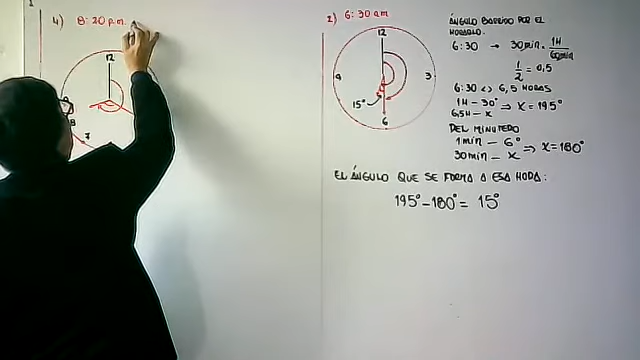 1
4) 8:20 p.m.
12
8
7
2) 6:30 am
12
9
3
15°
6
ÁNGULO BARRIDO POR EL
HORARIO.
6:30 → 30min × 1H/60min
1/2 = 0,5
6:30 <> 6,5 HORAS
1H – 30° ⇒ x = 195°
6,5H – x
DEL MINUTERO
1min – 6° ⇒ x = 180°
30min – x
EL ÁNGULO QUE SE FORMA A ESA HORA:
195° – 180° = 15°